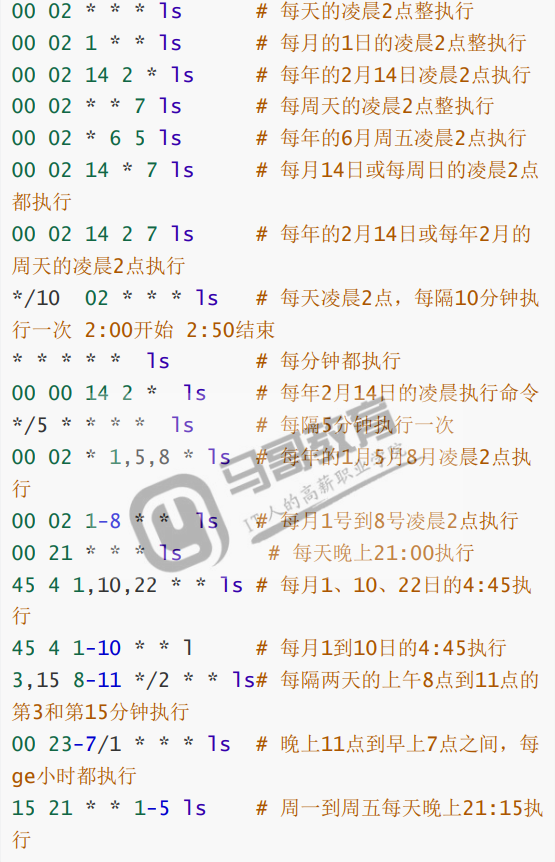 00 02 * * * ls # 每天的凌晨2点整执行
00 02 1 * * ls # 每月的1日的凌晨2点整执行
00 02 14 2 * ls # 每年的2月14日凌晨2点执行
00 02 * * 7 ls # 每周天的凌晨2点整执行
00 02 * 6 5 ls # 每年的6月周五凌晨2点执行
00 02 14 * 7 ls # 每月14日或每周日的凌晨2点
都执行
00 02 14 2 7 ls # 每年的2月14日或每年2月的
周天的凌晨2点执行
*/10 02 * * * ls # 每天凌晨2点，每隔10分钟执
行一次 2:00开始 2:50结束
* * * * * ls # 每分钟都执行
00 00 14 2 * ls # 每年2月14日的凌晨执行命令
*/5 * * * * ls # 每隔5分钟执行一次
00 02 * 1,5,8 * ls # 每年的1月5月8月凌晨2点执
行
00 02 1-8 * * ls # 每月1号到8号凌晨2点执行
00 21 * * * ls # 每天晚上21:00执行
45 4 1,10,22 * * ls # 每月1、10、22日的4:45执
行
45 4 1-10 * * l # 每月1到10日的4:45执行
3,15 8-11 */2 * * ls# 每隔两天的上午8点到11点的
第3和第15分钟执行
00 23-7/1 * * * ls # 晚上11点到早上7点之间，每
ge小时都执行
15 21 * * 1-5 ls # 周一到周五每天晚上21:15执
行
马哥教育
IT人的高薪职业学院